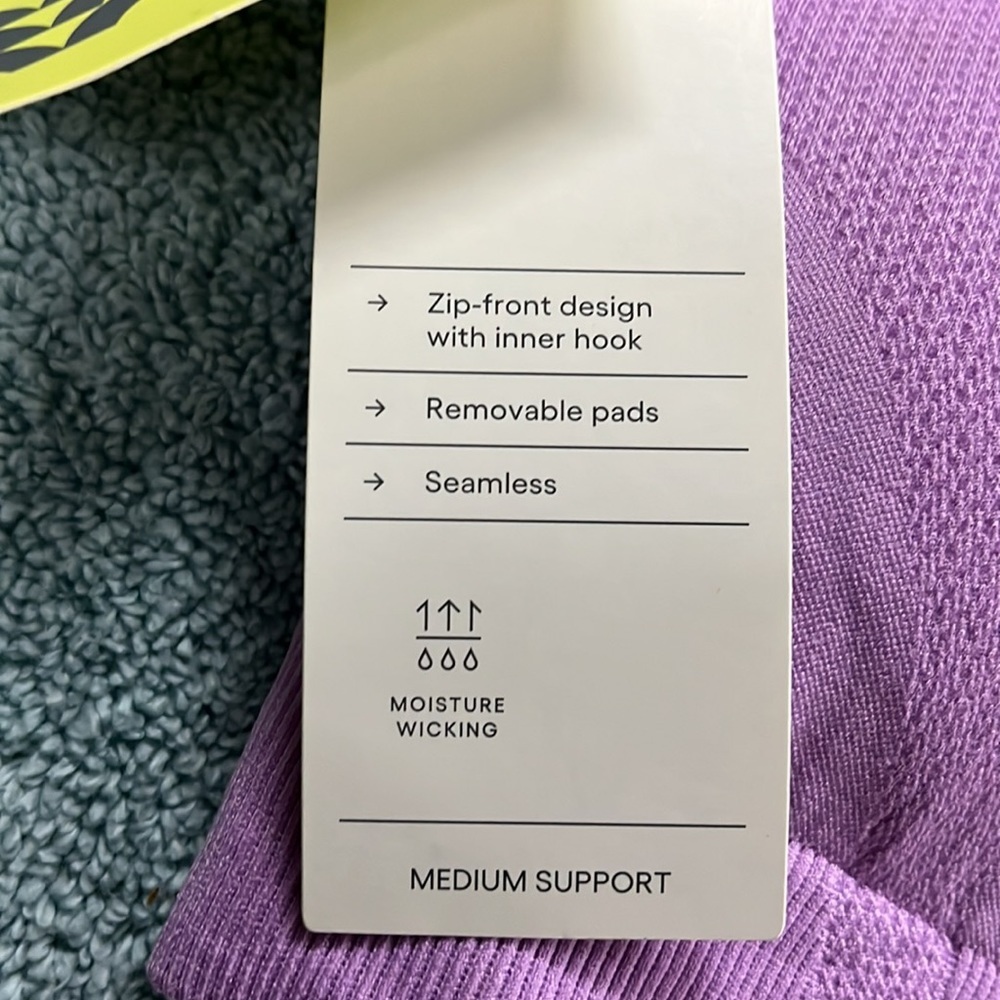 → Zip-front design
with inner hook
→ Removable pads
→ Seamless
MOISTURE
WICKING
MEDIUM SUPPORT